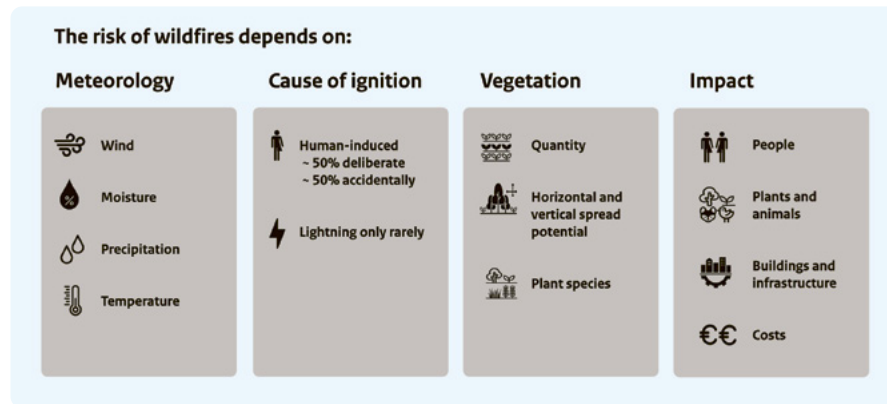 The risk of wildfires depends on:
Meteorology
Wind
Moisture
Precipitation
Temperature
Cause of ignition
Human-induced
~ 50% deliberate
~ 50% accidentally
Lightning only rarely
Vegetation
Quantity
Horizontal and
vertical spread
potential
Plant species
Impact
People
Plants and
animals
Buildings and
infrastructure
€€ Costs